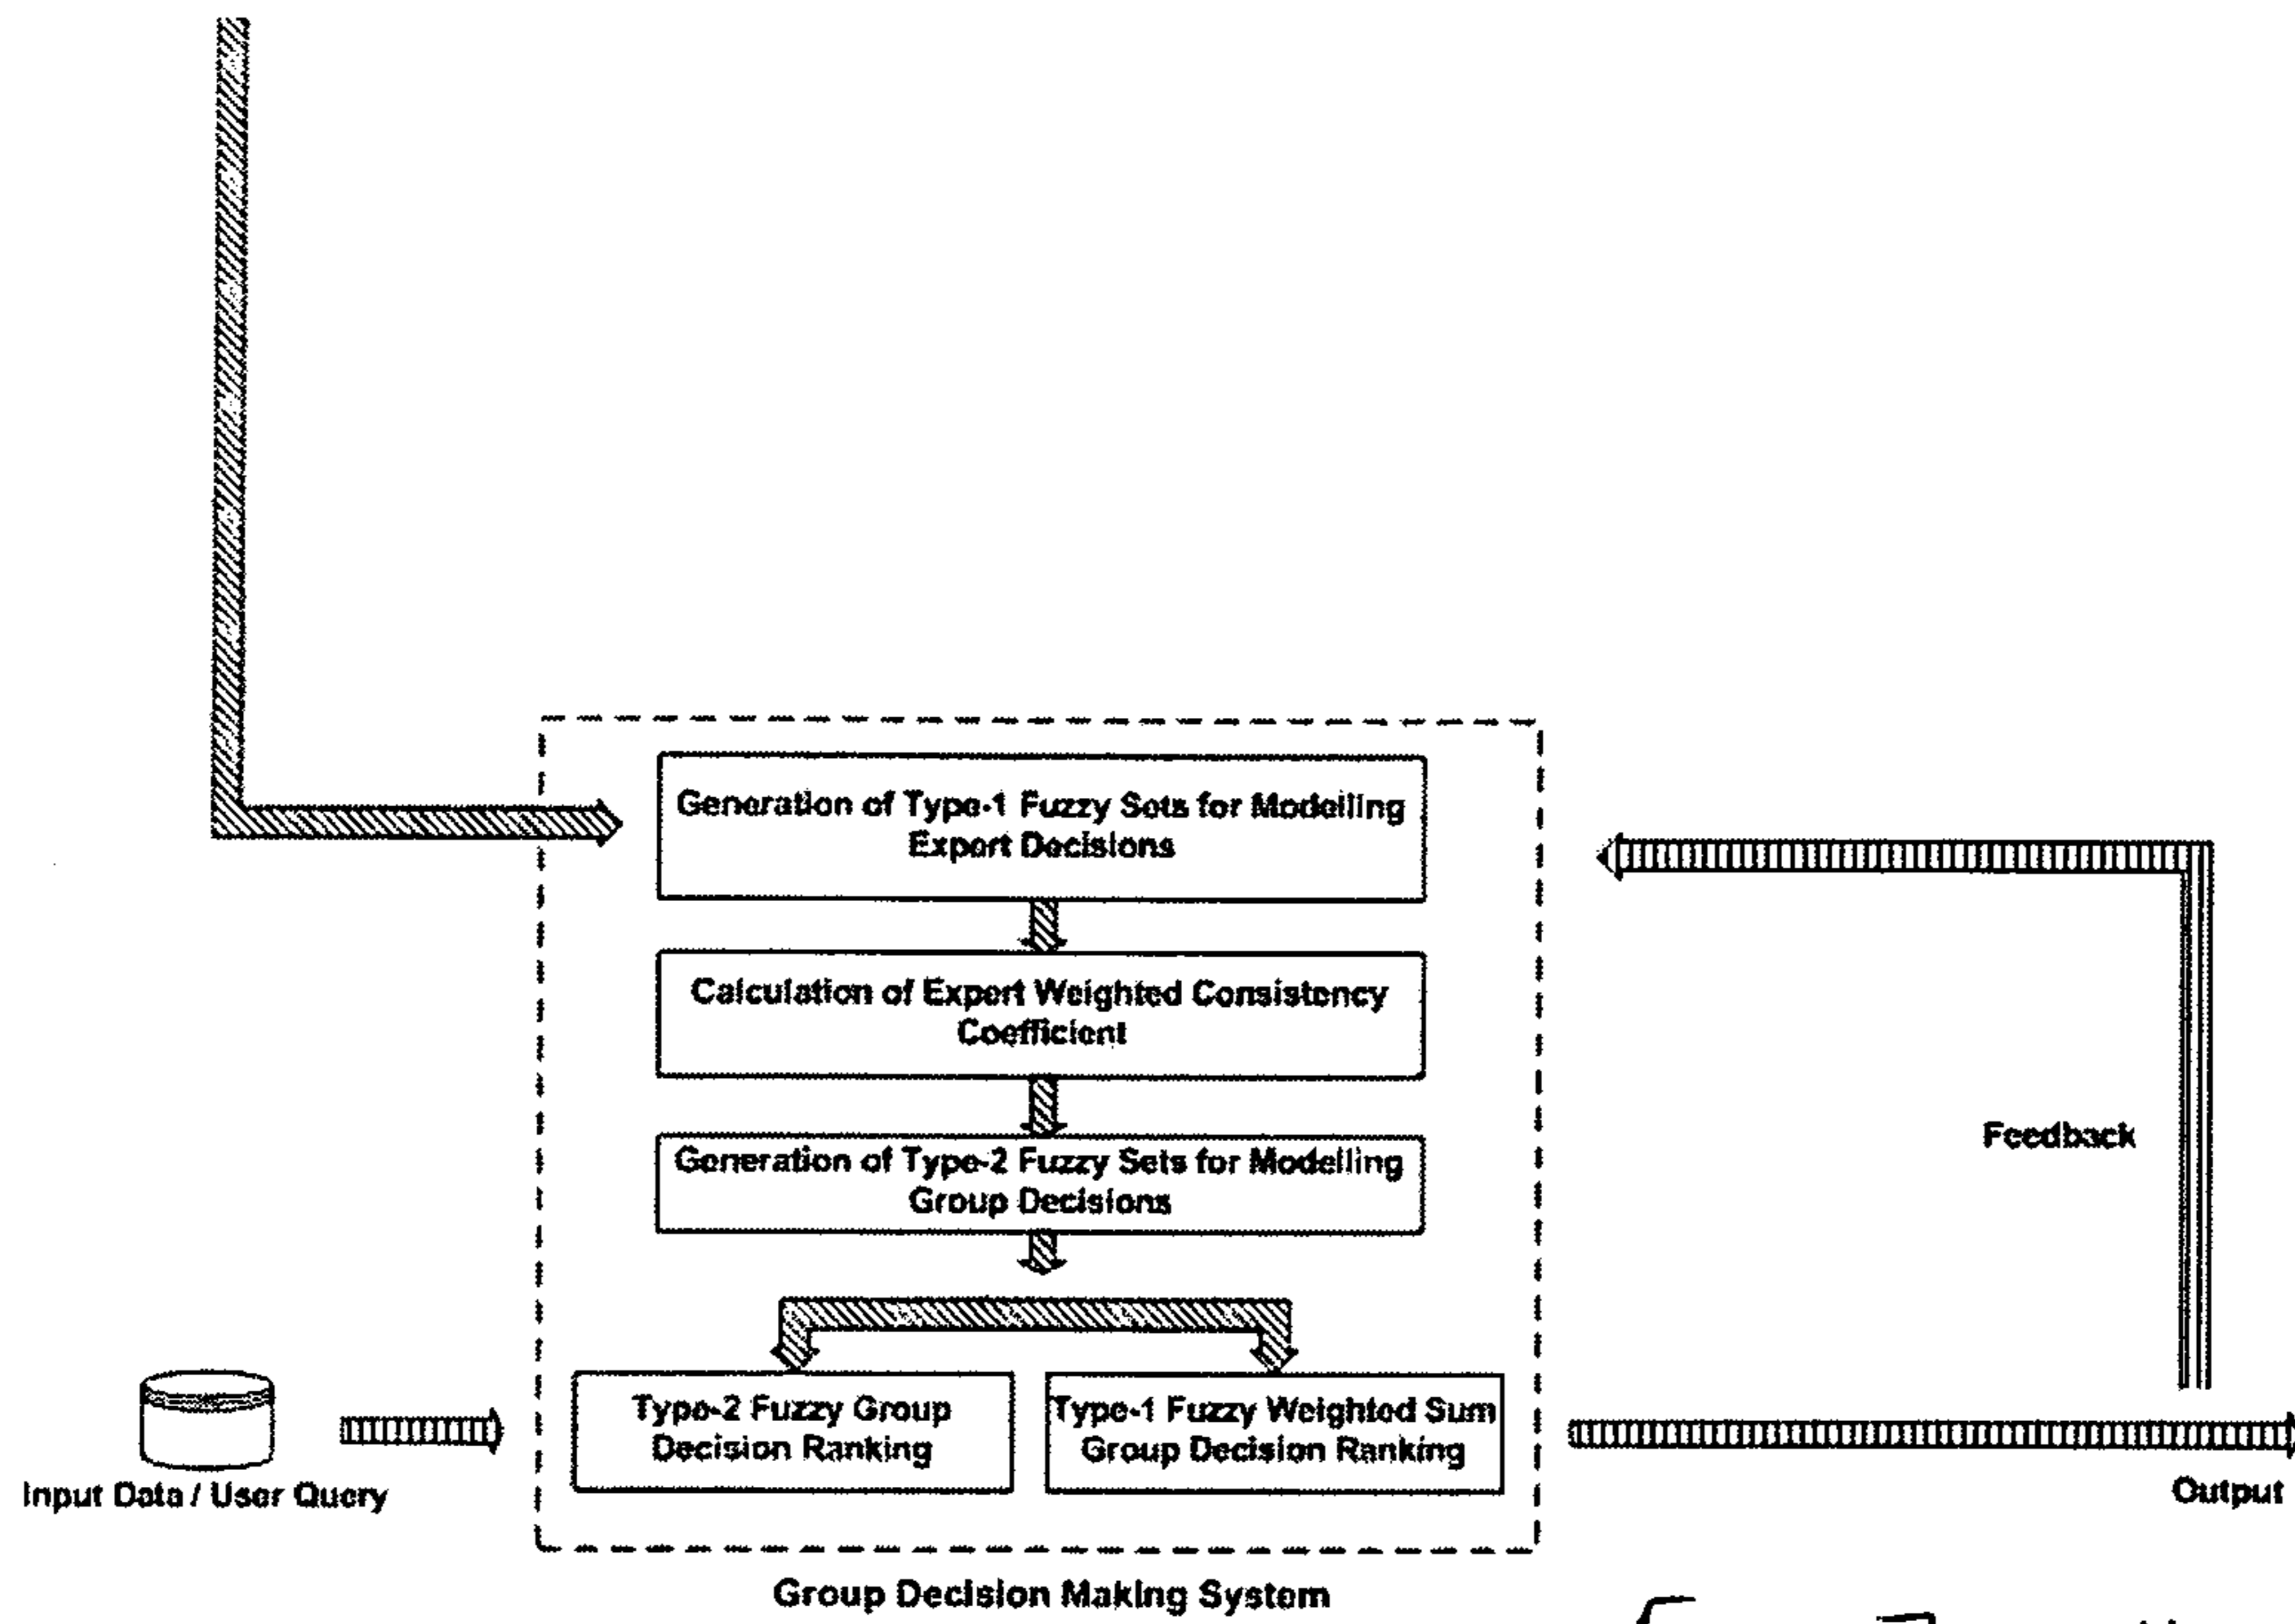 Generation of Type-1 Fuzzy Sets for Modelling
Expert Decisions
Calculation of Expert Weighted Consistency
Coefficient
Generation of Type-2 Fuzzy Sets for Modelling
Group Decisions
Feedback
Type-2 Fuzzy Group
Decision Ranking
Type-1 Fuzzy Weighted Sum
Group Decision Ranking
Input Data / User Query
Output
Group Decision Making System